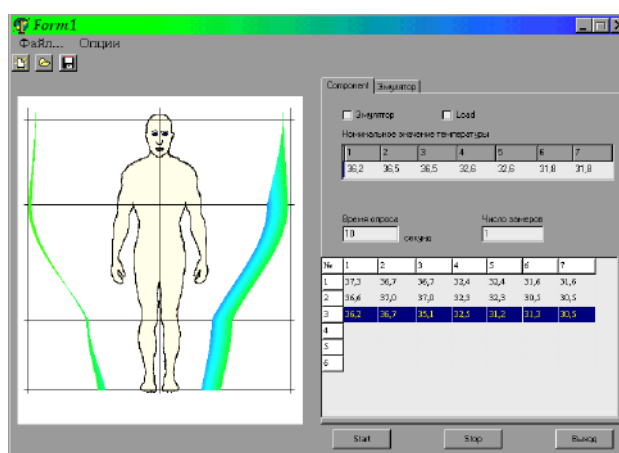 Form1
Файл... Опции
Component Эмулятор
Эмулятор Load
Номинальное значение температуры
1 2 3 4 5 6 7
36,2 36,5 36,5 32,6 32,6 31,8 31,8
Время опроса Число замеров
10 секунд 1
№ 1 2 3 4 5 6 7
1 37,3 36,7 36,7 32,4 32,4 31,6 31,6
2 36,6 37,0 37,0 32,3 32,3 30,5 30,5
3 36,2 36,7 35,1 32,5 31,2 31,3 30,5
4
5
6
Start Stop Выход